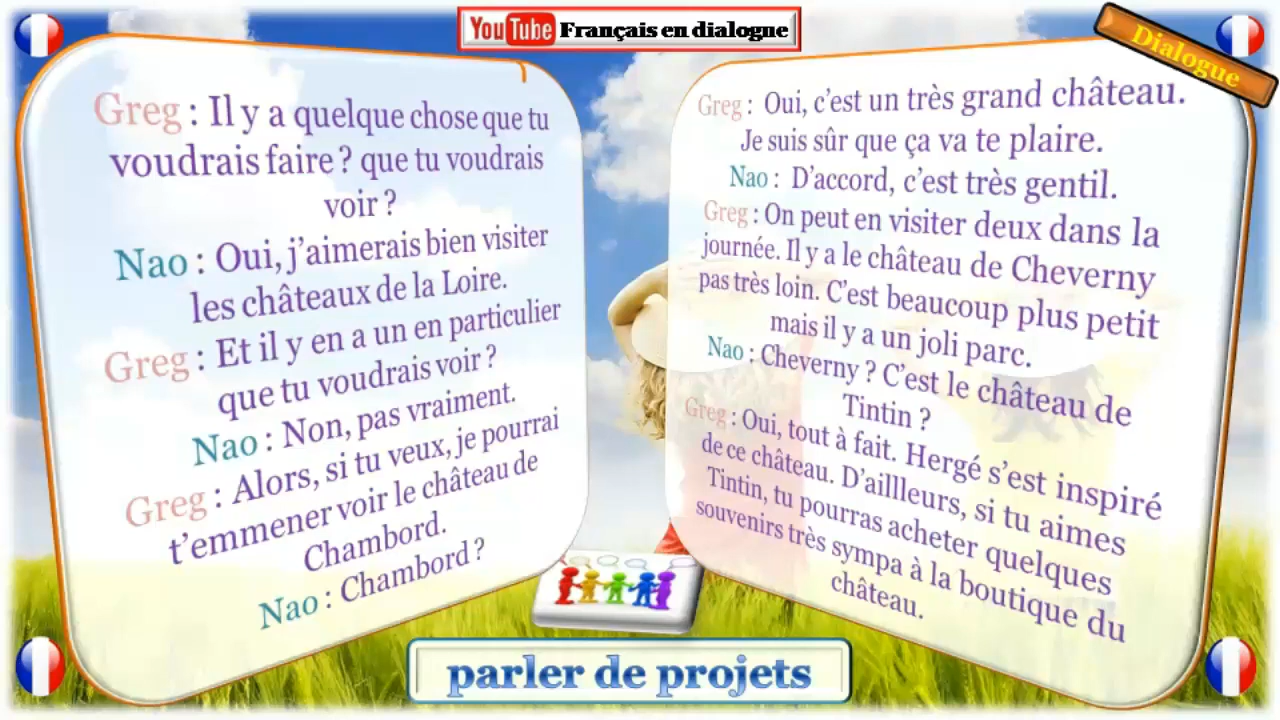 YouTube Français en dialogue
Dialogue
Greg : Il y a quelque chose que tu
voudrais faire ? que tu voudrais
voir ?
Nao : Oui, j’aimerais bien visiter
les châteaux de la Loire.
Greg : Et il y en a un en particulier
que tu voudrais voir ?
Nao : Non, pas vraiment.
Greg : Alors, si tu veux, je pourrai
t’emmener voir le château de
Chambord.
Nao : Chambord ?
Greg : Oui, c’est un très grand château.
Je suis sûr que ça va te plaire.
Nao : D’accord, c’est très gentil.
Greg : On peut en visiter deux dans la
journée. Il y a le château de Cheverny
pas très loin. C’est beaucoup plus petit
mais il y a un joli parc.
Nao : Cheverny ? C’est le château de
Tintin ?
Greg : Oui, tout à fait. Hergé s’est inspiré
de ce château. D’aillleurs, si tu aimes
Tintin, tu pourras acheter quelques
souvenirs très sympa à la boutique du
château.
parler de projets